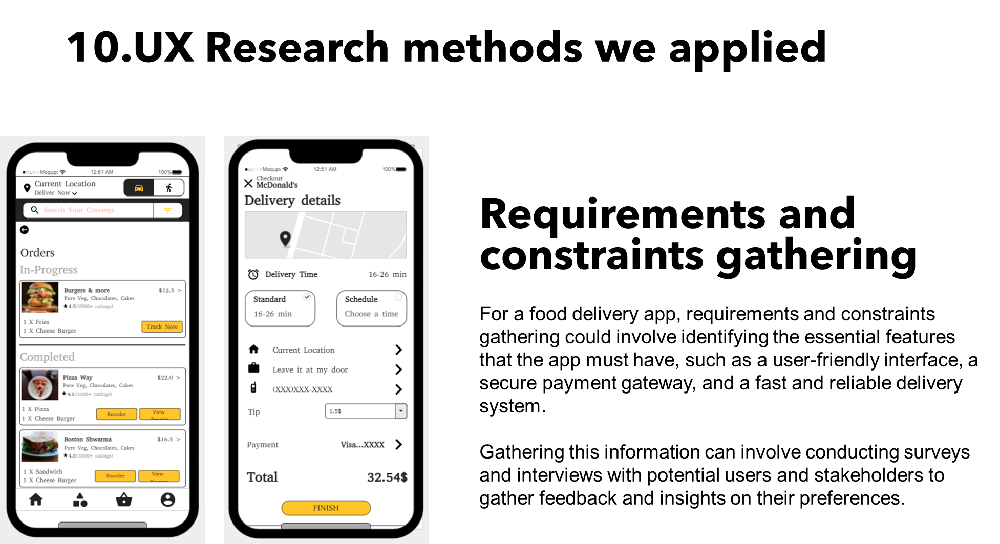 10.UX Research methods we applied
Moqups
12:51 AM
100%
Current Location
Deliver Now
Search Your Cravings
Orders
In-Progress
Burgers & more
$12.5 >
Pure Veg, Chocolates, Cakes
★4.5(3500+ ratings)
1 X Fries
1 X Cheese Burger
Track Now
Completed
Pizza Way
$22.0 >
Pure Veg, Chocolates, Cakes
★4.5(3500+ ratings)
1 X Pizza
1 X Cheese Burger
Reorder
View
Receipt
Boston Shwarma
$16.5 >
Pure Veg, Chocolates, Cakes
★4.5(3500+ ratings)
1 X Sandwich
1 X Cheese Burger
Reorder
View
Receipt
Moqups
12:51 AM
100%
Checkout
McDonald's
Delivery details
Delivery Time
16-26 min
Standard
16-26 min
Schedule
Choose a time
Current Location
Leave it at my door
(XXX)XXX-XXXX
Tip
1.5$
Payment
Visa...XXXX
Total
32.54$
FINISH
Requirements and
constraints gathering
For a food delivery app, requirements and constraints
gathering could involve identifying the essential features
that the app must have, such as a user-friendly interface, a
secure payment gateway, and a fast and reliable delivery
system.
Gathering this information can involve conducting surveys
and interviews with potential users and stakeholders to
gather feedback and insights on their preferences.